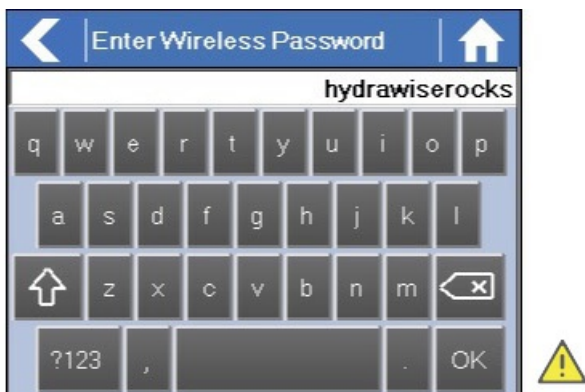 Enter Wireless Password
hydrawiserocks
q w e r t y u i o p
a s d f g h j k l
z x c v b n m
?123 , . OK